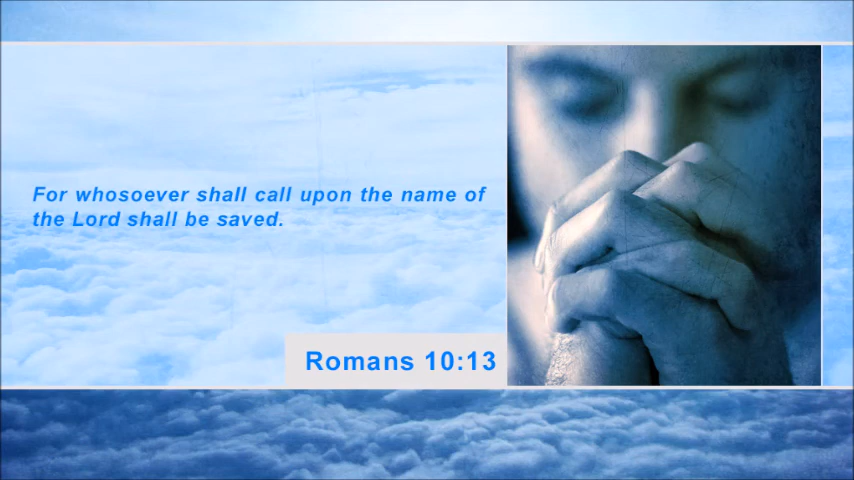 For whosoever shall call upon the name of
the Lord shall be saved.
Romans 10:13